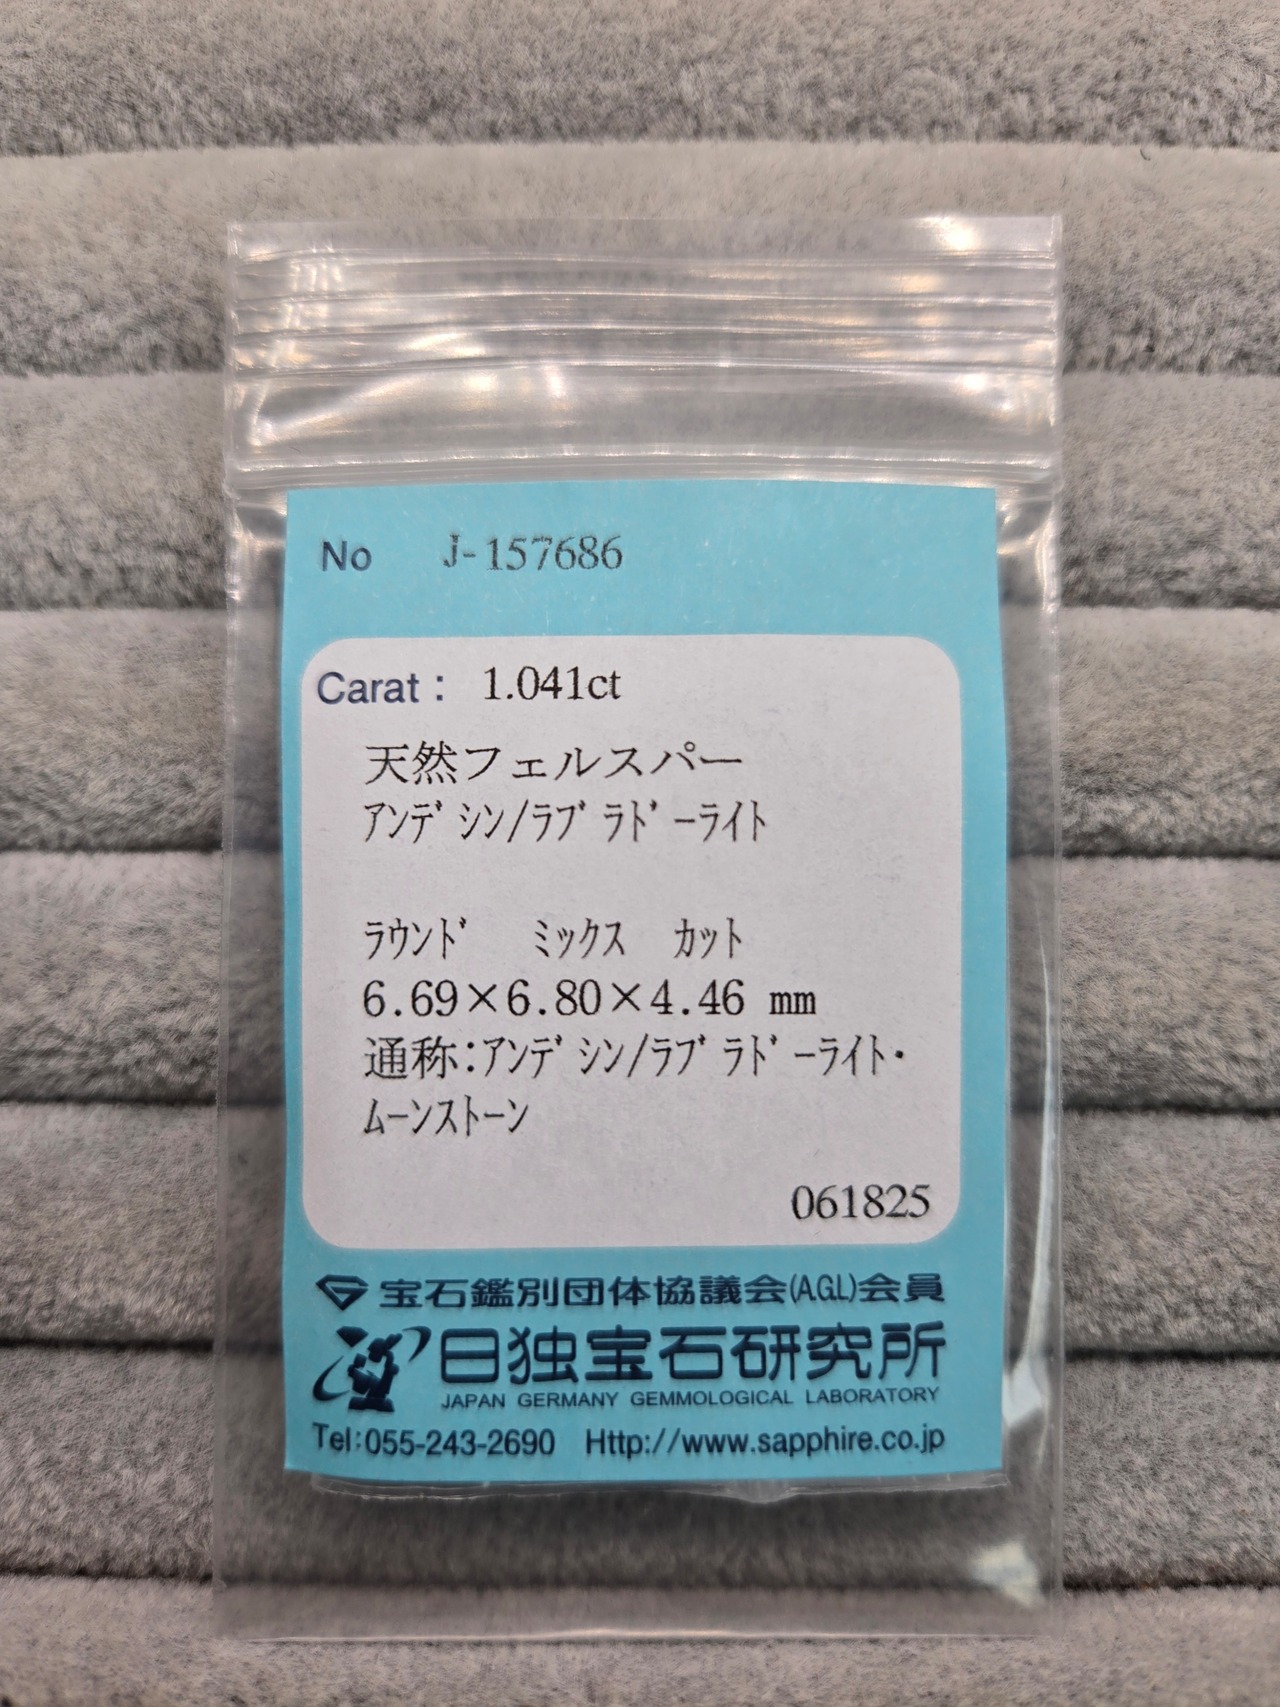 No J-157686
Carat: 1.041ct
天然フェルスパー
ｱﾝﾃﾞｼﾝ/ﾗﾌﾞﾗﾄﾞｰﾗｲﾄ
ﾗｳﾝﾄﾞ ﾐｯｸｽ ｶｯﾄ
6.69×6.80×4.46 mm
通称:ｱﾝﾃﾞｼﾝ/ﾗﾌﾞﾗﾄﾞｰﾗｲﾄ・
ﾑｰﾝｽﾄｰﾝ
061825
宝石鑑別団体協議会(A.G.L)会員
日独宝石研究所
JAPAN GERMANY GEMMOLOGICAL LABORATORY
Tel:055-243-2690 Http://www.sapphire.co.jp